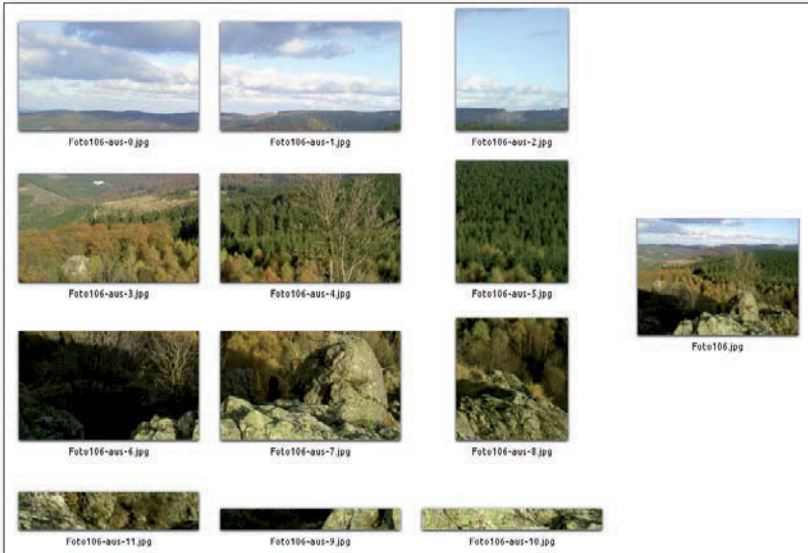 Foto106-aus-0.jpg
Foto106-aus-1.jpg
Foto106-aus-2.jpg
Foto106-aus-3.jpg
Foto106-aus-4.jpg
Foto106-aus-5.jpg
Foto106.jpg
Foto106-aus-6.jpg
Foto106-aus-7.jpg
Foto106-aus-8.jpg
Foto106-aus-11.jpg
Foto106-aus-9.jpg
Foto106-aus-10.jpg